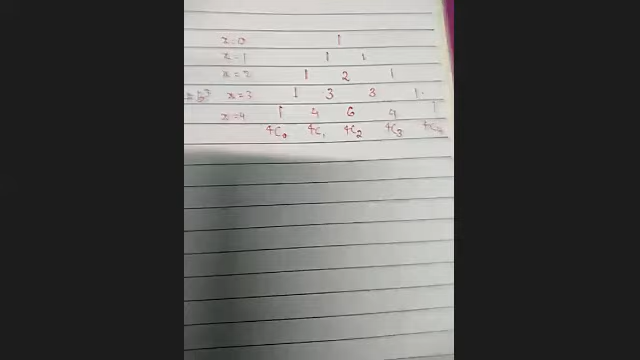 n=0 1
n=1 1 1
n=2 1 2 1
n=3 1 3 3 1
n=4 1 4 6 4 1
4C₀ 4C₁ 4C₂ 4C₃ 4C₄